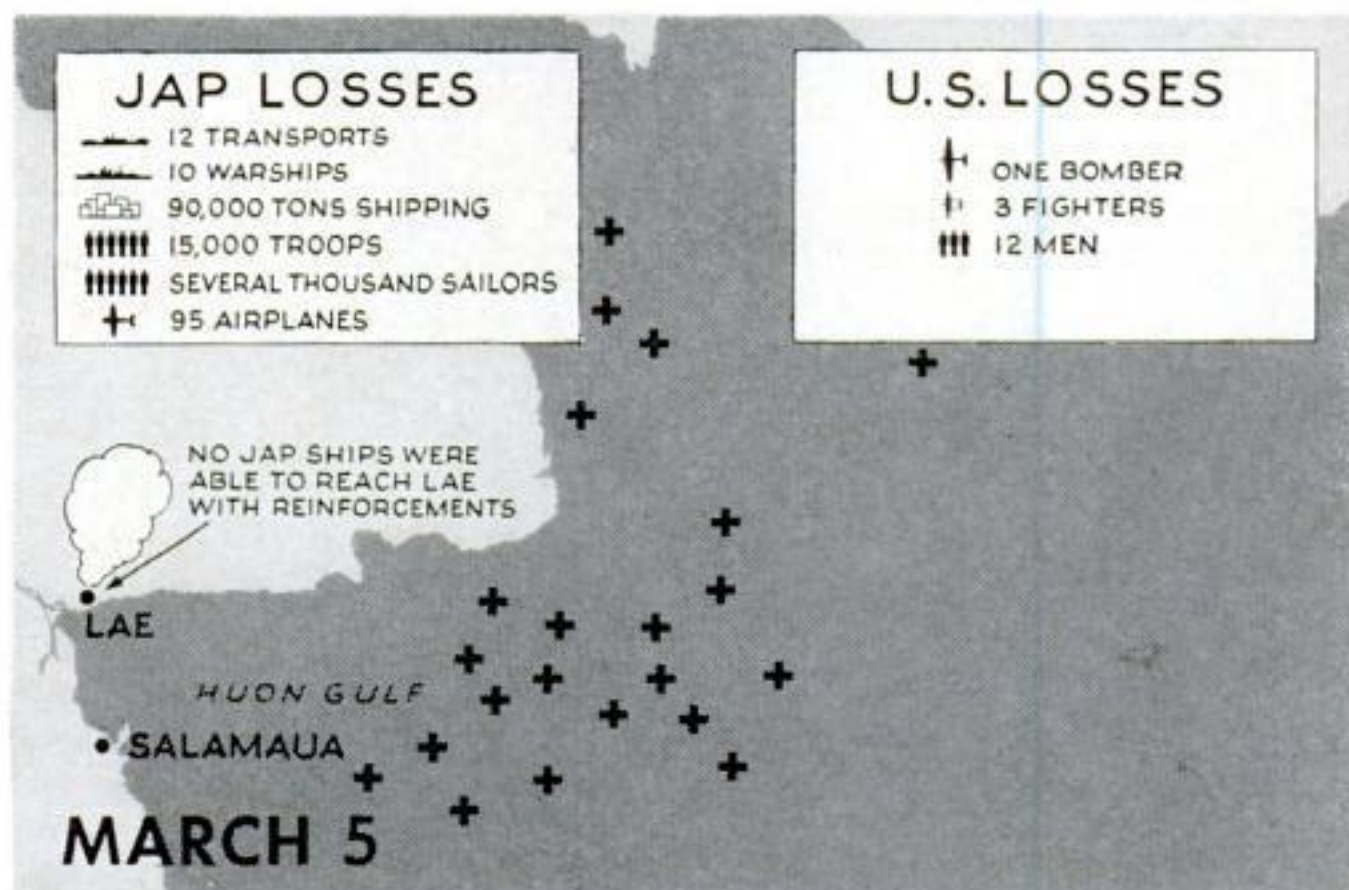 JAP LOSSES
12 TRANSPORTS
10 WARSHIPS
90,000 TONS SHIPPING
15,000 TROOPS
SEVERAL THOUSAND SAILORS
95 AIRPLANES
U.S. LOSSES
ONE BOMBER
3 FIGHTERS
12 MEN
NO JAP SHIPS WERE
ABLE TO REACH LAE
WITH REINFORCEMENTS
LAE
HUON GULF
SALAMAUA
MARCH 5